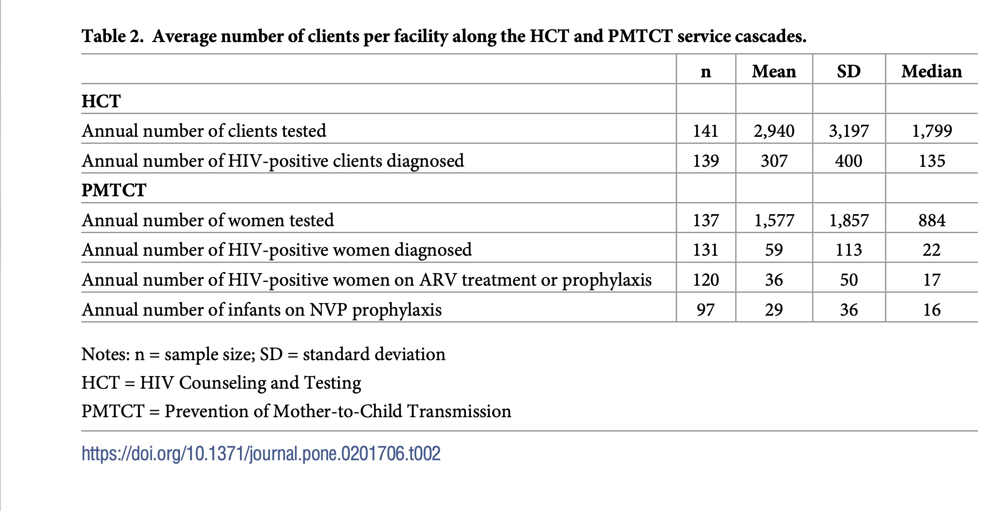 Table 2. Average number of clients per facility along the HCT and PMTCT service cascades.
n Mean SD Median
HCT
Annual number of clients tested 141 2,940 3,197 1,799
Annual number of HIV-positive clients diagnosed 139 307 400 135
PMTCT
Annual number of women tested 137 1,577 1,857 884
Annual number of HIV-positive women diagnosed 131 59 113 22
Annual number of HIV-positive women on ARV treatment or prophylaxis 120 36 50 17
Annual number of infants on NVP prophylaxis 97 29 36 16
Notes: n = sample size; SD = standard deviation
HCT = HIV Counseling and Testing
PMTCT = Prevention of Mother-to-Child Transmission
https://doi.org/10.1371/journal.pone.0201706.t002